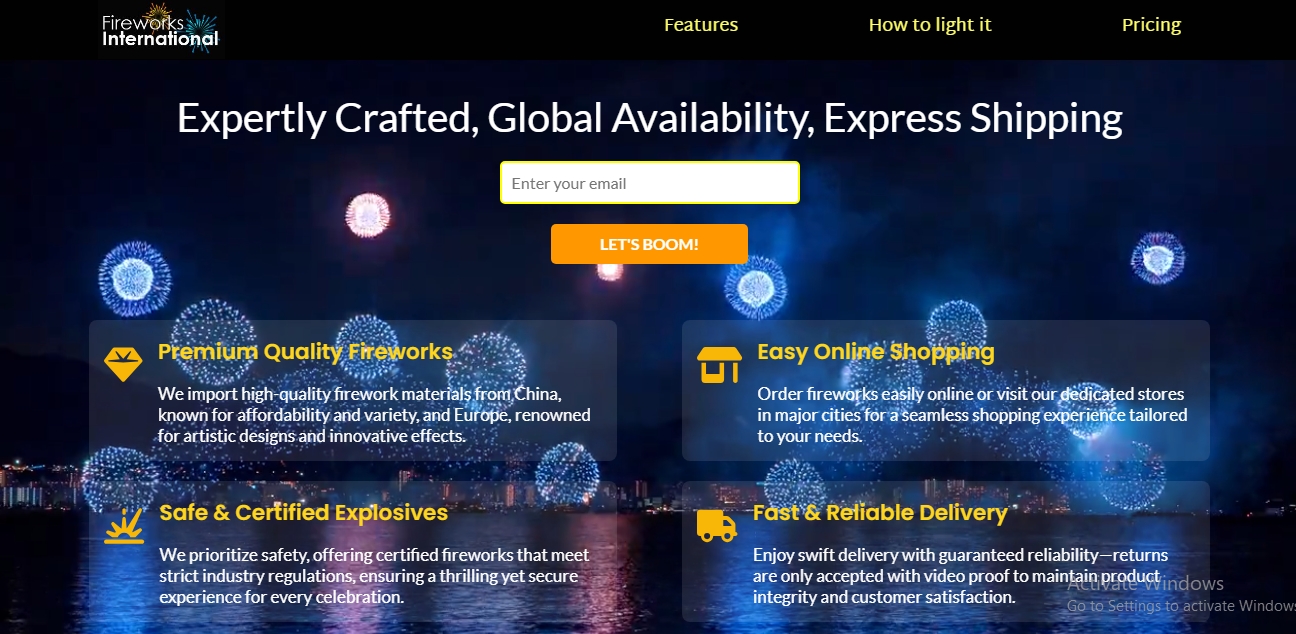 Fireworks
International
Features
How to light it
Pricing
Expertly Crafted, Global Availability, Express Shipping
Enter your email
LET'S BOOM!
Premium Quality Fireworks
We import high-quality firework materials from China,
known for affordability and variety, and Europe, renowned
for artistic designs and innovative effects.
Easy Online Shopping
Order fireworks easily online or visit our dedicated stores
in major cities for a seamless shopping experience tailored
to your needs.
Safe & Certified Explosives
We prioritize safety, offering certified fireworks that meet
strict industry regulations, ensuring a thrilling yet secure
experience for every celebration.
Fast & Reliable Delivery
Enjoy swift delivery with guaranteed reliability—returns
are only accepted with video proof to maintain product
integrity and customer satisfaction.
Activate Windows
Go to Settings to activate Windows